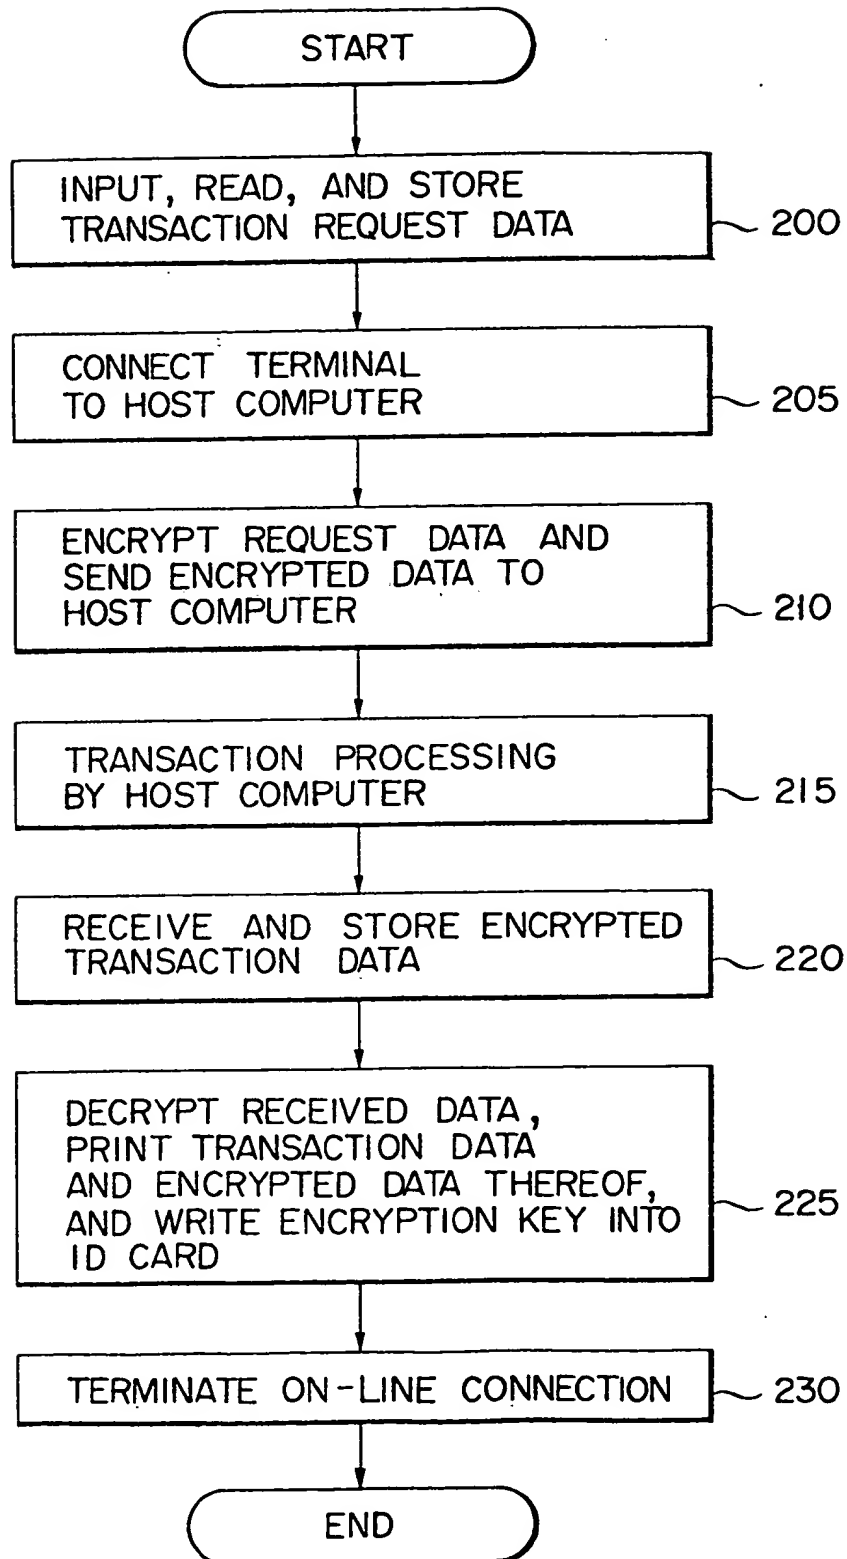 START
INPUT, READ, AND STORE
TRANSACTION REQUEST DATA
200
CONNECT TERMINAL
TO HOST COMPUTER
205
ENCRYPT REQUEST DATA AND
SEND ENCRYPTED DATA TO
HOST COMPUTER
210
TRANSACTION PROCESSING
BY HOST COMPUTER
215
RECEIVE AND STORE ENCRYPTED
TRANSACTION DATA
220
DECRYPT RECEIVED DATA,
PRINT TRANSACTION DATA
AND ENCRYPTED DATA THEREOF,
AND WRITE ENCRYPTION KEY INTO
ID CARD
225
TERMINATE ON-LINE CONNECTION
230
END